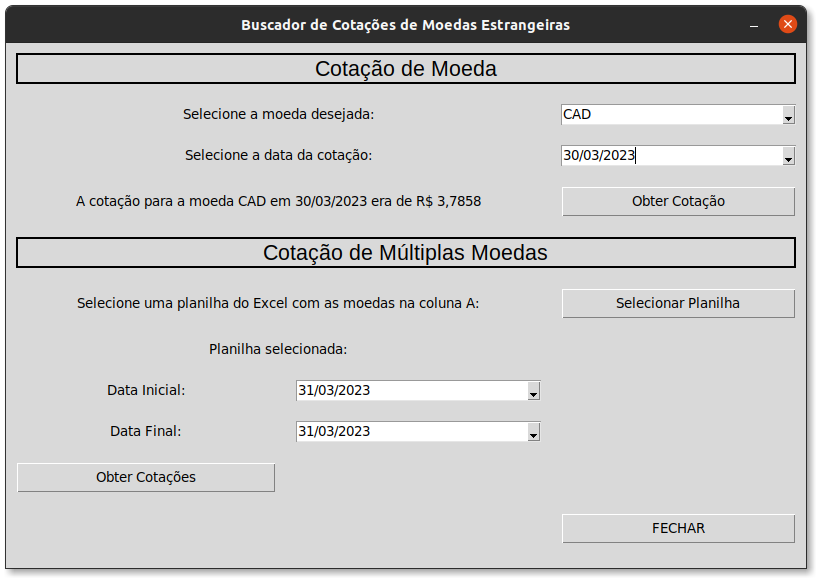 Buscador de Cotações de Moedas Estrangeiras
Cotação de Moeda
Selecione a moeda desejada: CAD
Selecione a data da cotação: 30/03/2023
A cotação para a moeda CAD em 30/03/2023 era de R$ 3,7858 Obter Cotação
Cotação de Múltiplas Moedas
Selecione uma planilha do Excel com as moedas na coluna A: Selecionar Planilha
Planilha selecionada:
Data Inicial: 31/03/2023
Data Final: 31/03/2023
Obter Cotações
FECHAR